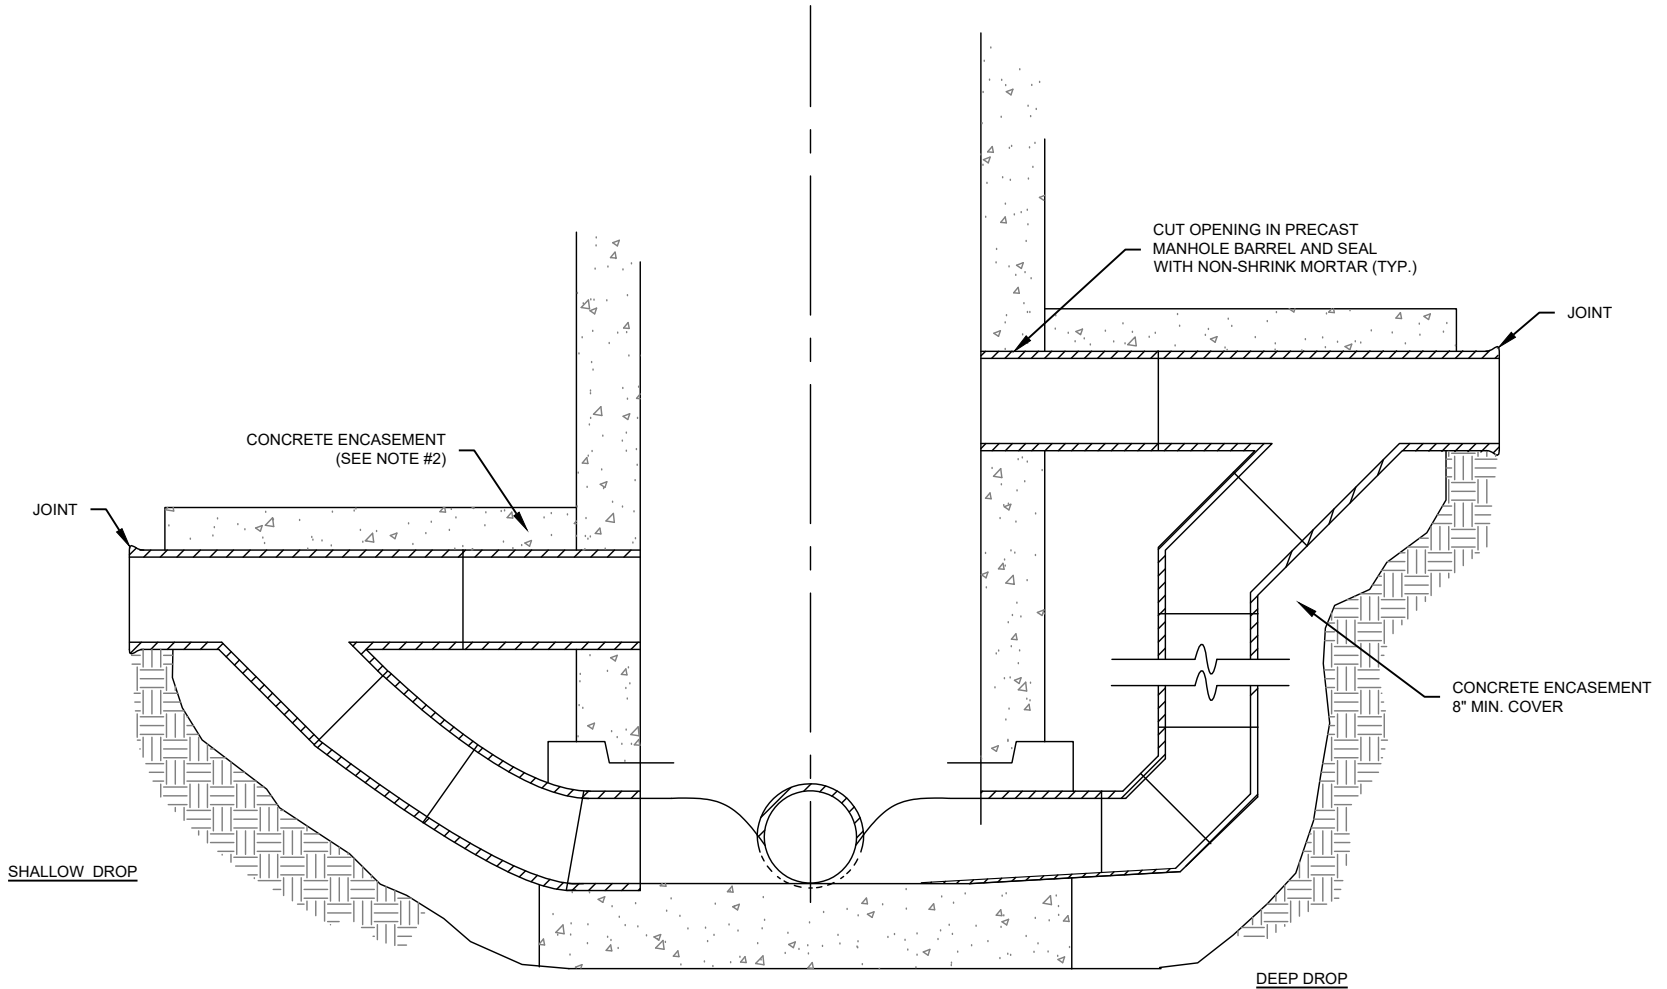 CUT OPENING IN PRECAST
MANHOLE BARREL AND SEAL
WITH NON-SHRINK MORTAR (TYP.)
JOINT
CONCRETE ENCASEMENT
(SEE NOTE #2)
JOINT
CONCRETE ENCASEMENT
8" MIN. COVER
SHALLOW DROP
DEEP DROP